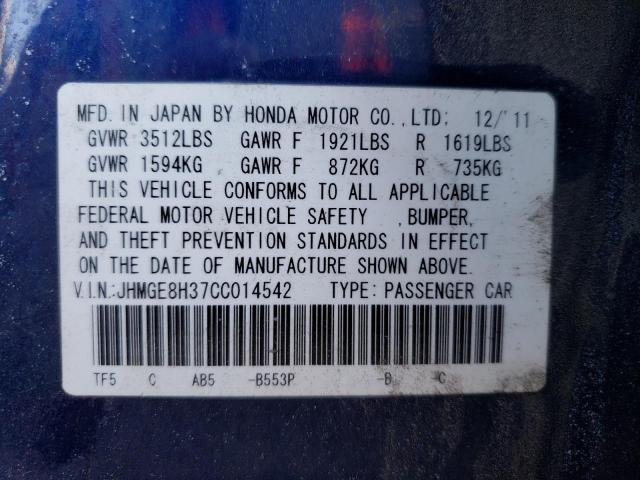 MFD. IN JAPAN BY HONDA MOTOR CO., LTD: 12/'11
GVWR 3512LBS GAWR F 1921LBS R 1619LBS
GVWR 1594KG GAWR F 872KG R 735KG
THIS VEHICLE CONFORMS TO ALL APPLICABLE
FEDERAL MOTOR VEHICLE SAFETY ,BUMPER,
AND THEFT PREVENTION STANDARDS IN EFFECT
ON THE DATE OF MANUFACTURE SHOWN ABOVE.
V.I.N.:JHMGE8H37CC014542 TYPE: PASSENGER CAR
TF5 C AB5 -B553P -B C